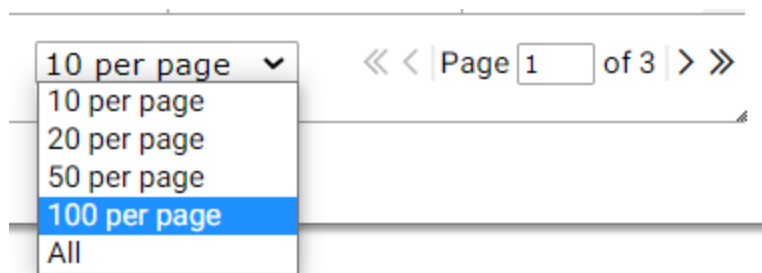 10 per page Page 1 of 3
10 per page
20 per page
50 per page
100 per page
All